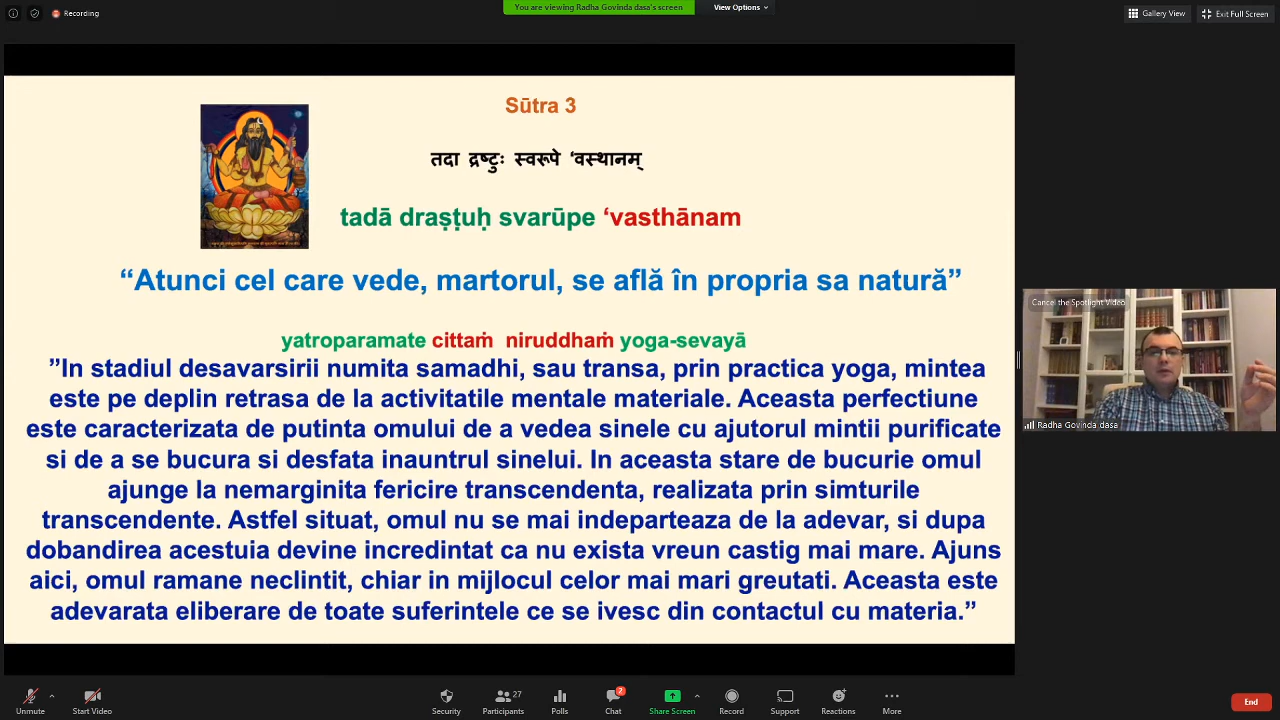 Recording
You are viewing Radha Govinda dasa's screen
View Options
Gallery View
Exit Full Screen
Sūtra 3
तदा द्रष्टुः स्वरूपे ‘वस्थानम्
tadā draṣṭuḥ svarūpe ‘vasthānam
“Atunci cel care vede, martorul, se află în propria sa natură”
yatroparamate cittaṁ niruddhaṁ yoga-sevayā
”In stadiul desavarsirii numita samadhi, sau transa, prin practica yoga, mintea
este pe deplin retrasa de la activitatile mentale materiale. Aceasta perfectiune
este caracterizata de putinta omului de a vedea sinele cu ajutorul mintii purificate
si de a se bucura si desfata inauntrul sinelui. In aceasta stare de bucurie omul
ajunge la nemarginita fericire transcendenta, realizata prin simturile
transcendente. Astfel situat, omul nu se mai indeparteaza de la adevar, si dupa
dobandirea acestuia devine incredintat ca nu exista vreun castig mai mare. Ajuns
aici, omul ramane neclintit, chiar in mijlocul celor mai mari greutati. Aceasta este
adevarata eliberare de toate suferintele ce se ivesc din contactul cu materia.”
Cancel the Spotlight Video
Radha Govinda dasa
Unmute
Start Video
Security
27
Participants
Polls
2
Chat
Share Screen
Record
Support
Reactions
More
End